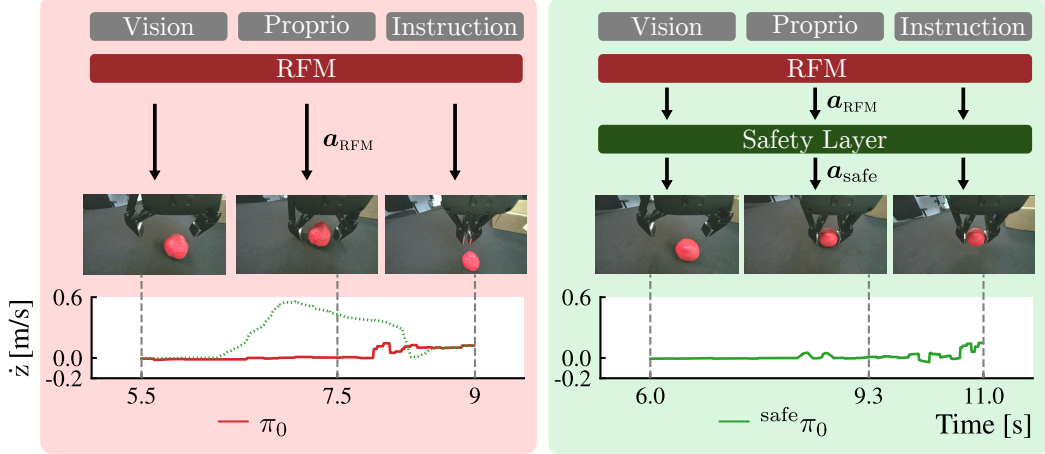 Vision Proprio Instruction
RFM
a_RFM
ż [m/s]
0.6
0.0
-0.2
5.5 7.5 9
π₀
Vision Proprio Instruction
RFM
a_RFM
Safety Layer
a_safe
0.6
0.0
-0.2
6.0 9.3 11.0
Time [s]
safeπ₀